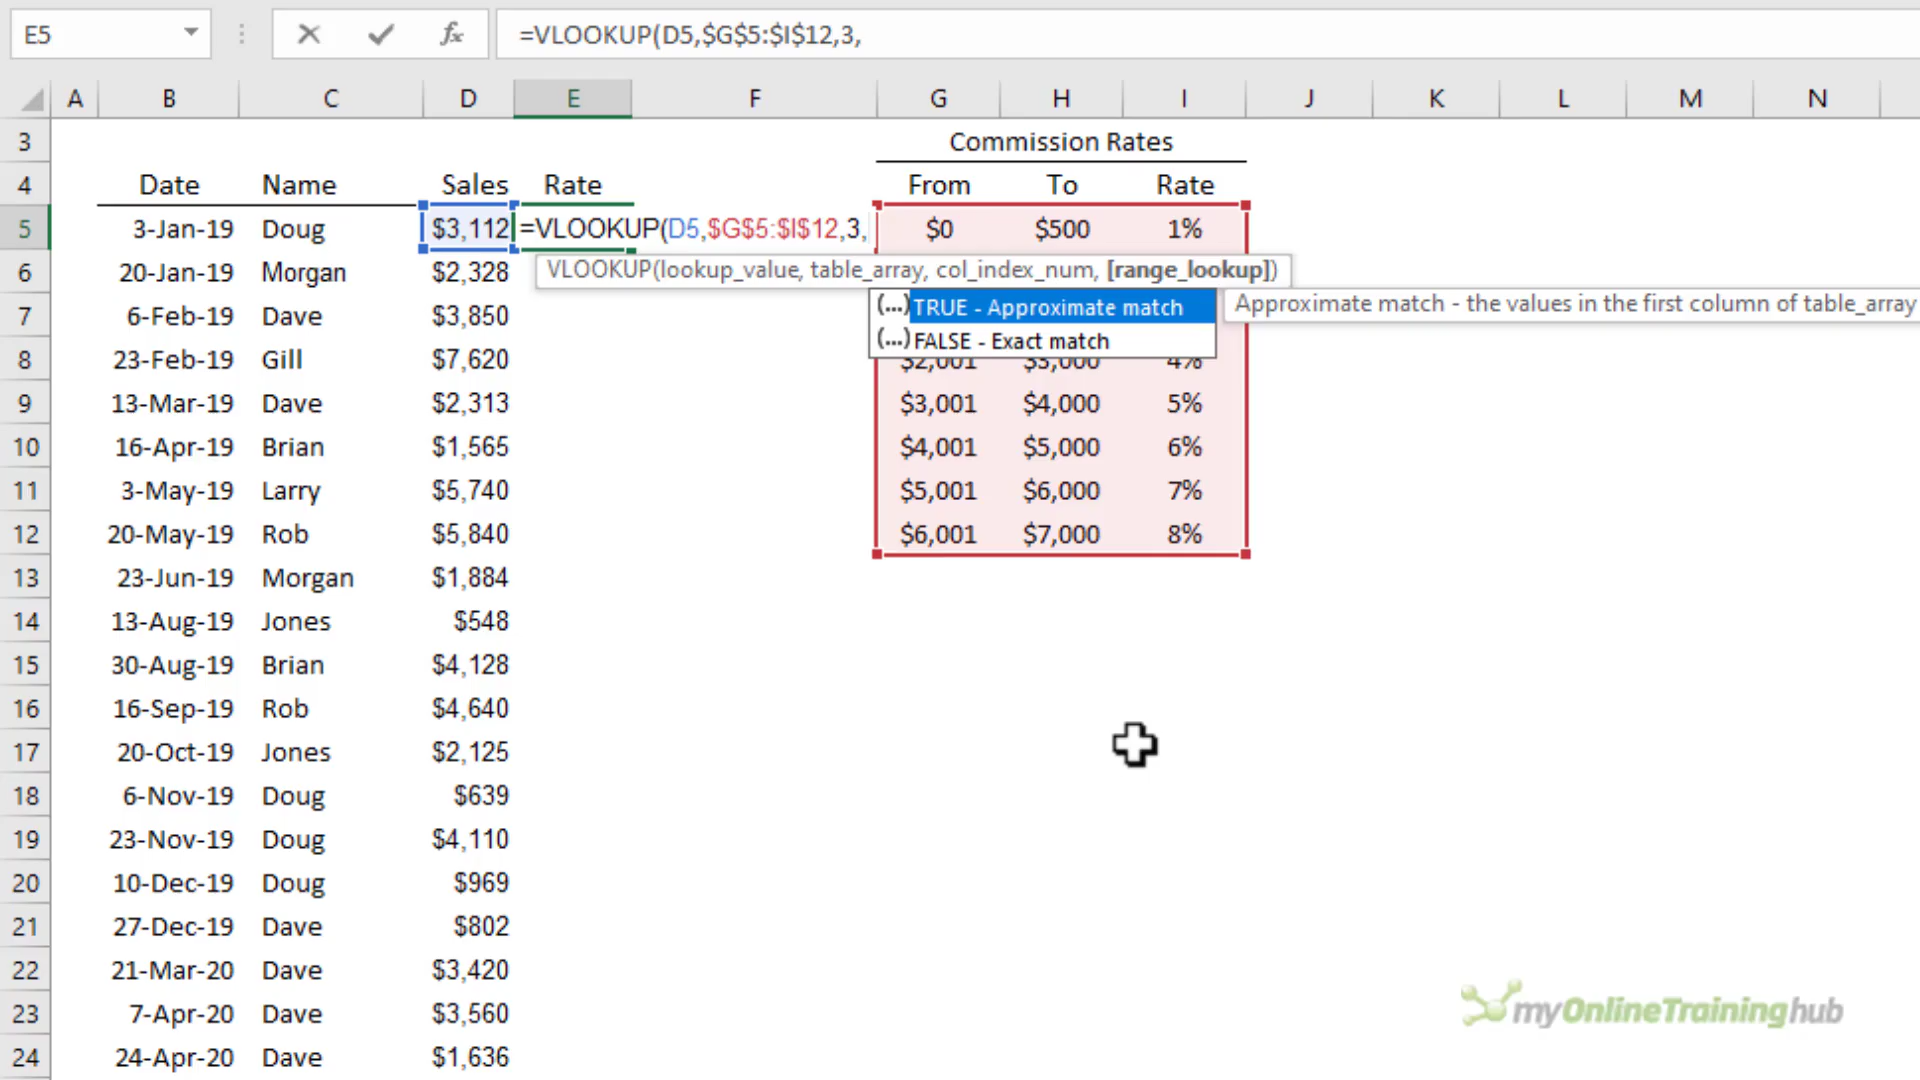 E5 fx =VLOOKUP(D5,$G$5:$I$12,3,
A B C D E F G H I J K L M N
3 Commission Rates
4 Date Name Sales Rate From To Rate
5 3-Jan-19 Doug $3,112 =VLOOKUP(D5,$G$5:$I$12,3, $0 $500 1%
6 20-Jan-19 Morgan $2,328 VLOOKUP(lookup_value, table_array, col_index_num, [range_lookup])
7 6-Feb-19 Dave $3,850 (...)TRUE - Approximate match Approximate match - the values in the first column of table_array
(...)FALSE - Exact match
8 23-Feb-19 Gill $7,620 $2,001 $3,000 4%
9 13-Mar-19 Dave $2,313 $3,001 $4,000 5%
10 16-Apr-19 Brian $1,565 $4,001 $5,000 6%
11 3-May-19 Larry $5,740 $5,001 $6,000 7%
12 20-May-19 Rob $5,840 $6,001 $7,000 8%
13 23-Jun-19 Morgan $1,884
14 13-Aug-19 Jones $548
15 30-Aug-19 Brian $4,128
16 16-Sep-19 Rob $4,640
17 20-Oct-19 Jones $2,125
18 6-Nov-19 Doug $639
19 23-Nov-19 Doug $4,110
20 10-Dec-19 Doug $969
21 27-Dec-19 Dave $802
22 21-Mar-20 Dave $3,420
23 7-Apr-20 Dave $3,560
24 24-Apr-20 Dave $1,636
myOnlineTraininghub